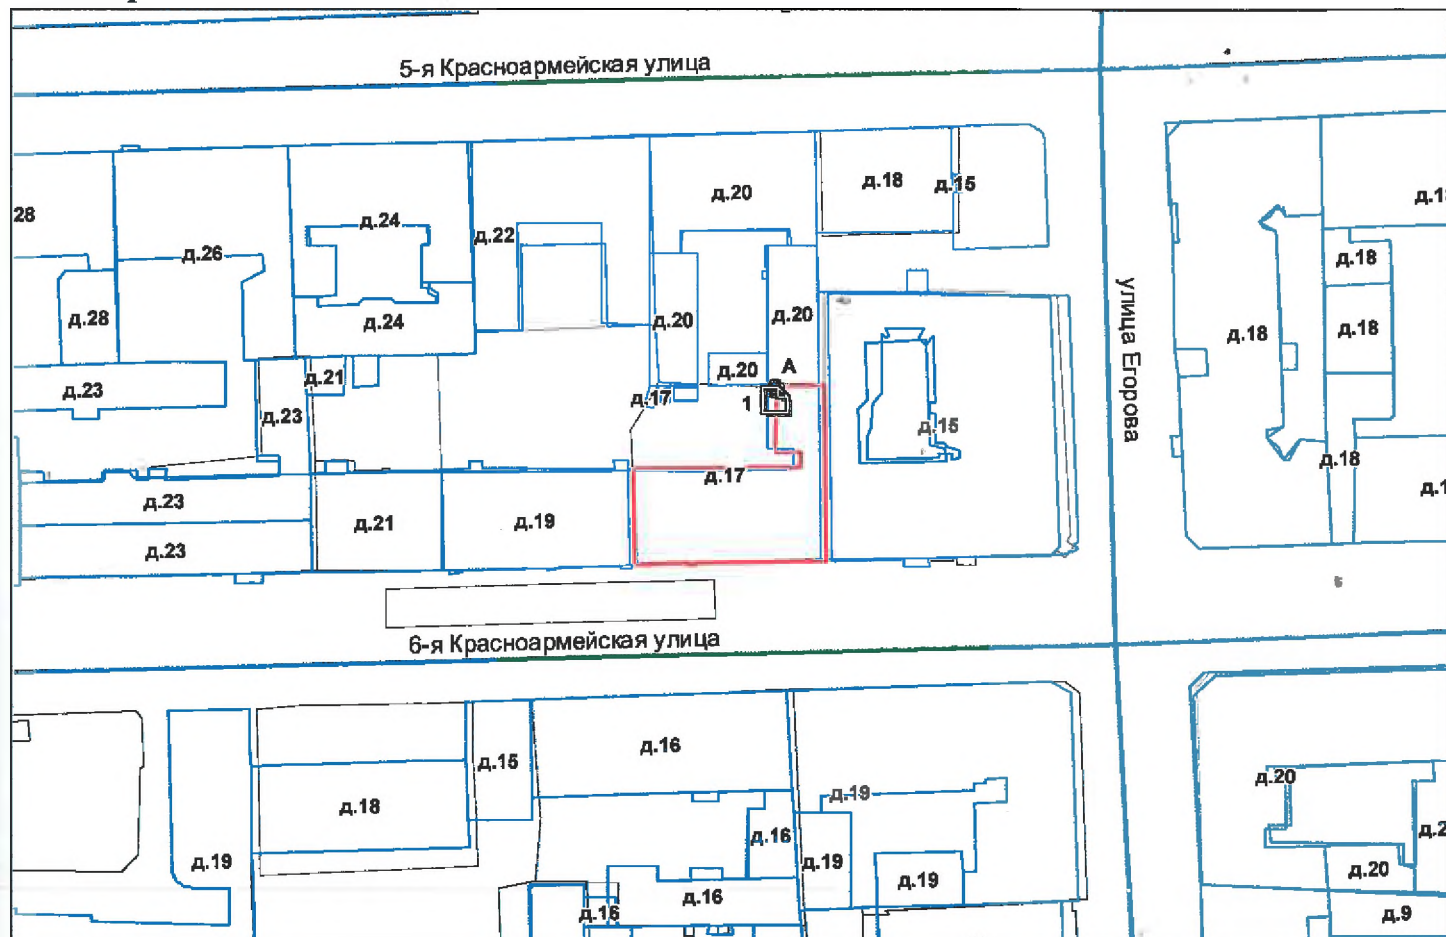 5-я Красноармейская улица
д.20
д.18
д.15
28
д.24
д.22
д.26
д.18
д.28
д.24
д.20
д.20
улица Егорова
д.18
д.18
д.23
д.21
д.20
А
д.17
1
д.23
д.15
д.18
д.17
д.23
д.21
д.19
д.23
6-я Красноармейская улица
д.16
д.15
д.18
д.19
д.20
д.16
д.19
д.19
д.19
д.20
д.16
д.16
д.9